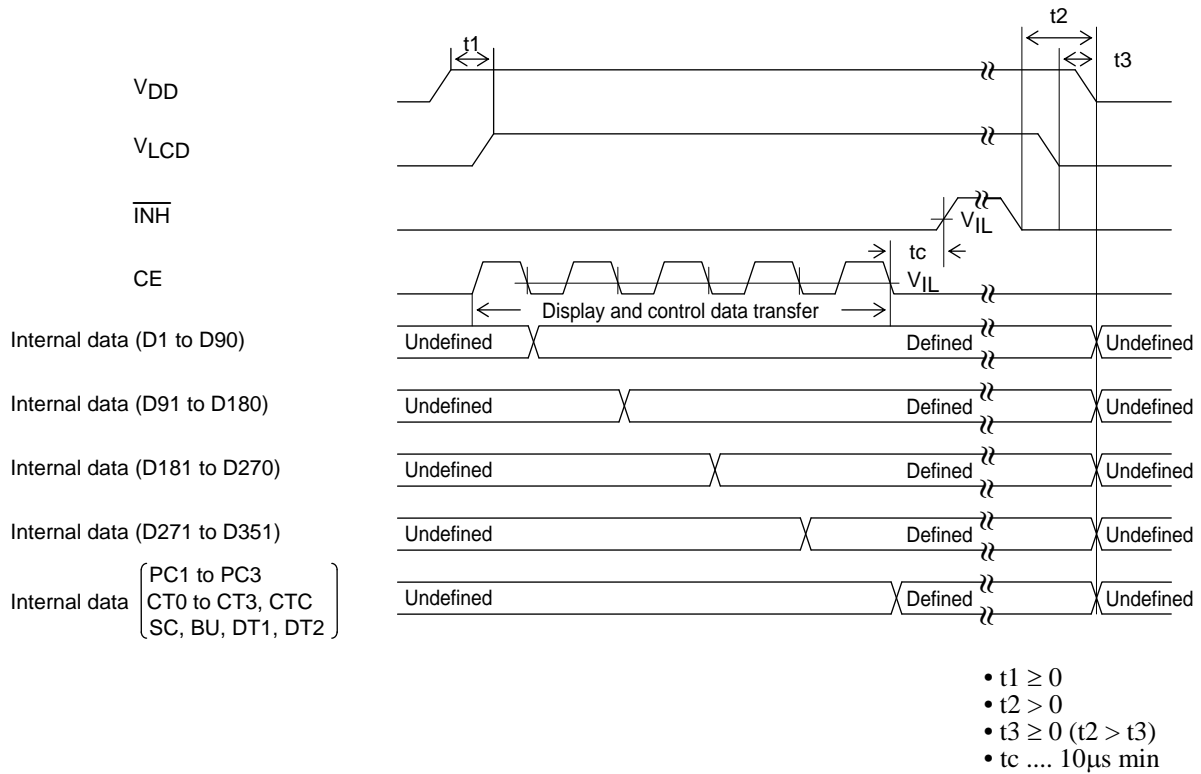 t2
t1
t3
VDD
VLCD
INH
VIL
tc
CE
VIL
Display and control data transfer
Internal data (D1 to D90)
Undefined
Defined
Undefined
Internal data (D91 to D180)
Undefined
Defined
Undefined
Internal data (D181 to D270)
Undefined
Defined
Undefined
Internal data (D271 to D351)
Undefined
Defined
Undefined
Internal data
PC1 to PC3
CT0 to CT3, CTC
SC, BU, DT1, DT2
Undefined
Defined
Undefined
• t1 ≥ 0
• t2 > 0
• t3 ≥ 0 (t2 > t3)
• tc .... 10μs min